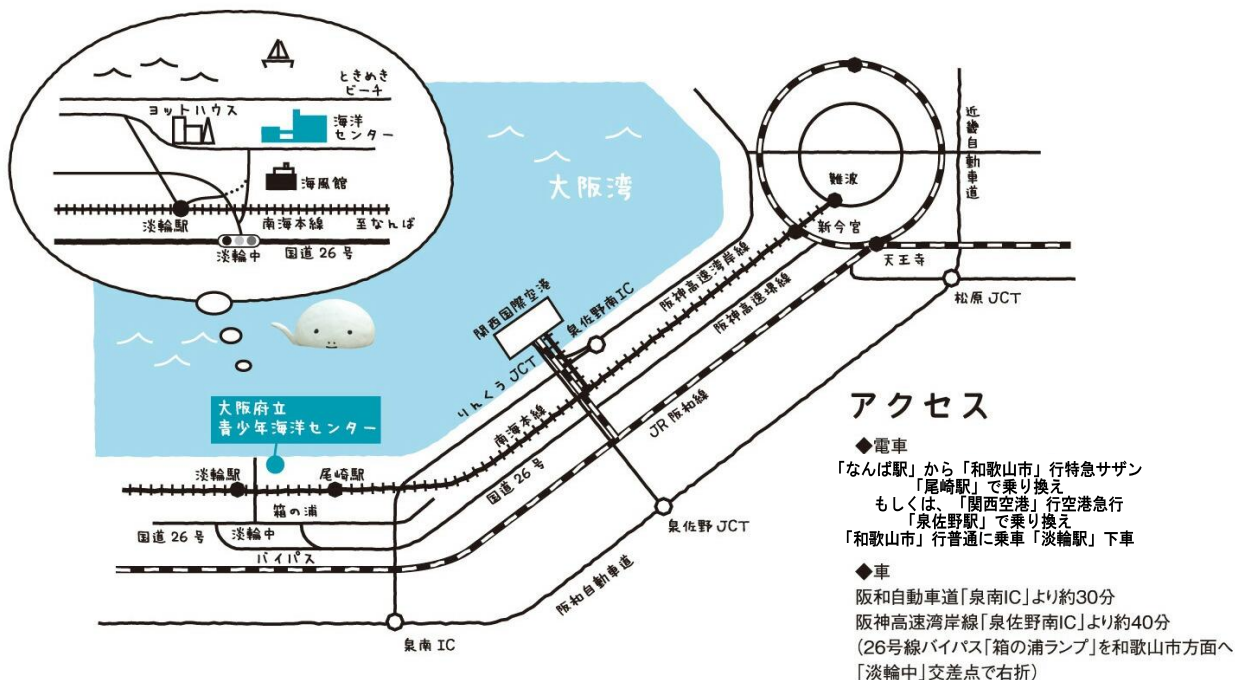 ときめき
ビーチ
ヨットハウス
海洋
センター
海風館
淡輪駅
南海本線
至なんば
淡輪中
国道26号
大阪湾
近畿自動車道
難波
新今宮
天王寺
松原JCT
阪神高速湾岸線
泉佐野南IC
阪神高速堺線
関西国際空港
りんくうJCT
南海本線
JR阪和線
国道26号
大阪府立
青少年海洋センター
淡輪駅
尾崎駅
箱の浦
国道26号
淡輪中
バイパス
泉佐野JCT
阪和自動車道
泉南IC
アクセス
◆電車
「なんば駅」から「和歌山市」行特急サザン
「尾崎駅」で乗り換え
もしくは、「関西空港」行空港急行
「泉佐野駅」で乗り換え
「和歌山市」行普通に乗車「淡輪駅」下車
◆車
阪和自動車道「泉南IC」より約30分
阪神高速湾岸線「泉佐野南IC」より約40分
(26号線バイパス「箱の浦ランプ」を和歌山市方面へ
「淡輪中」交差点で右折)